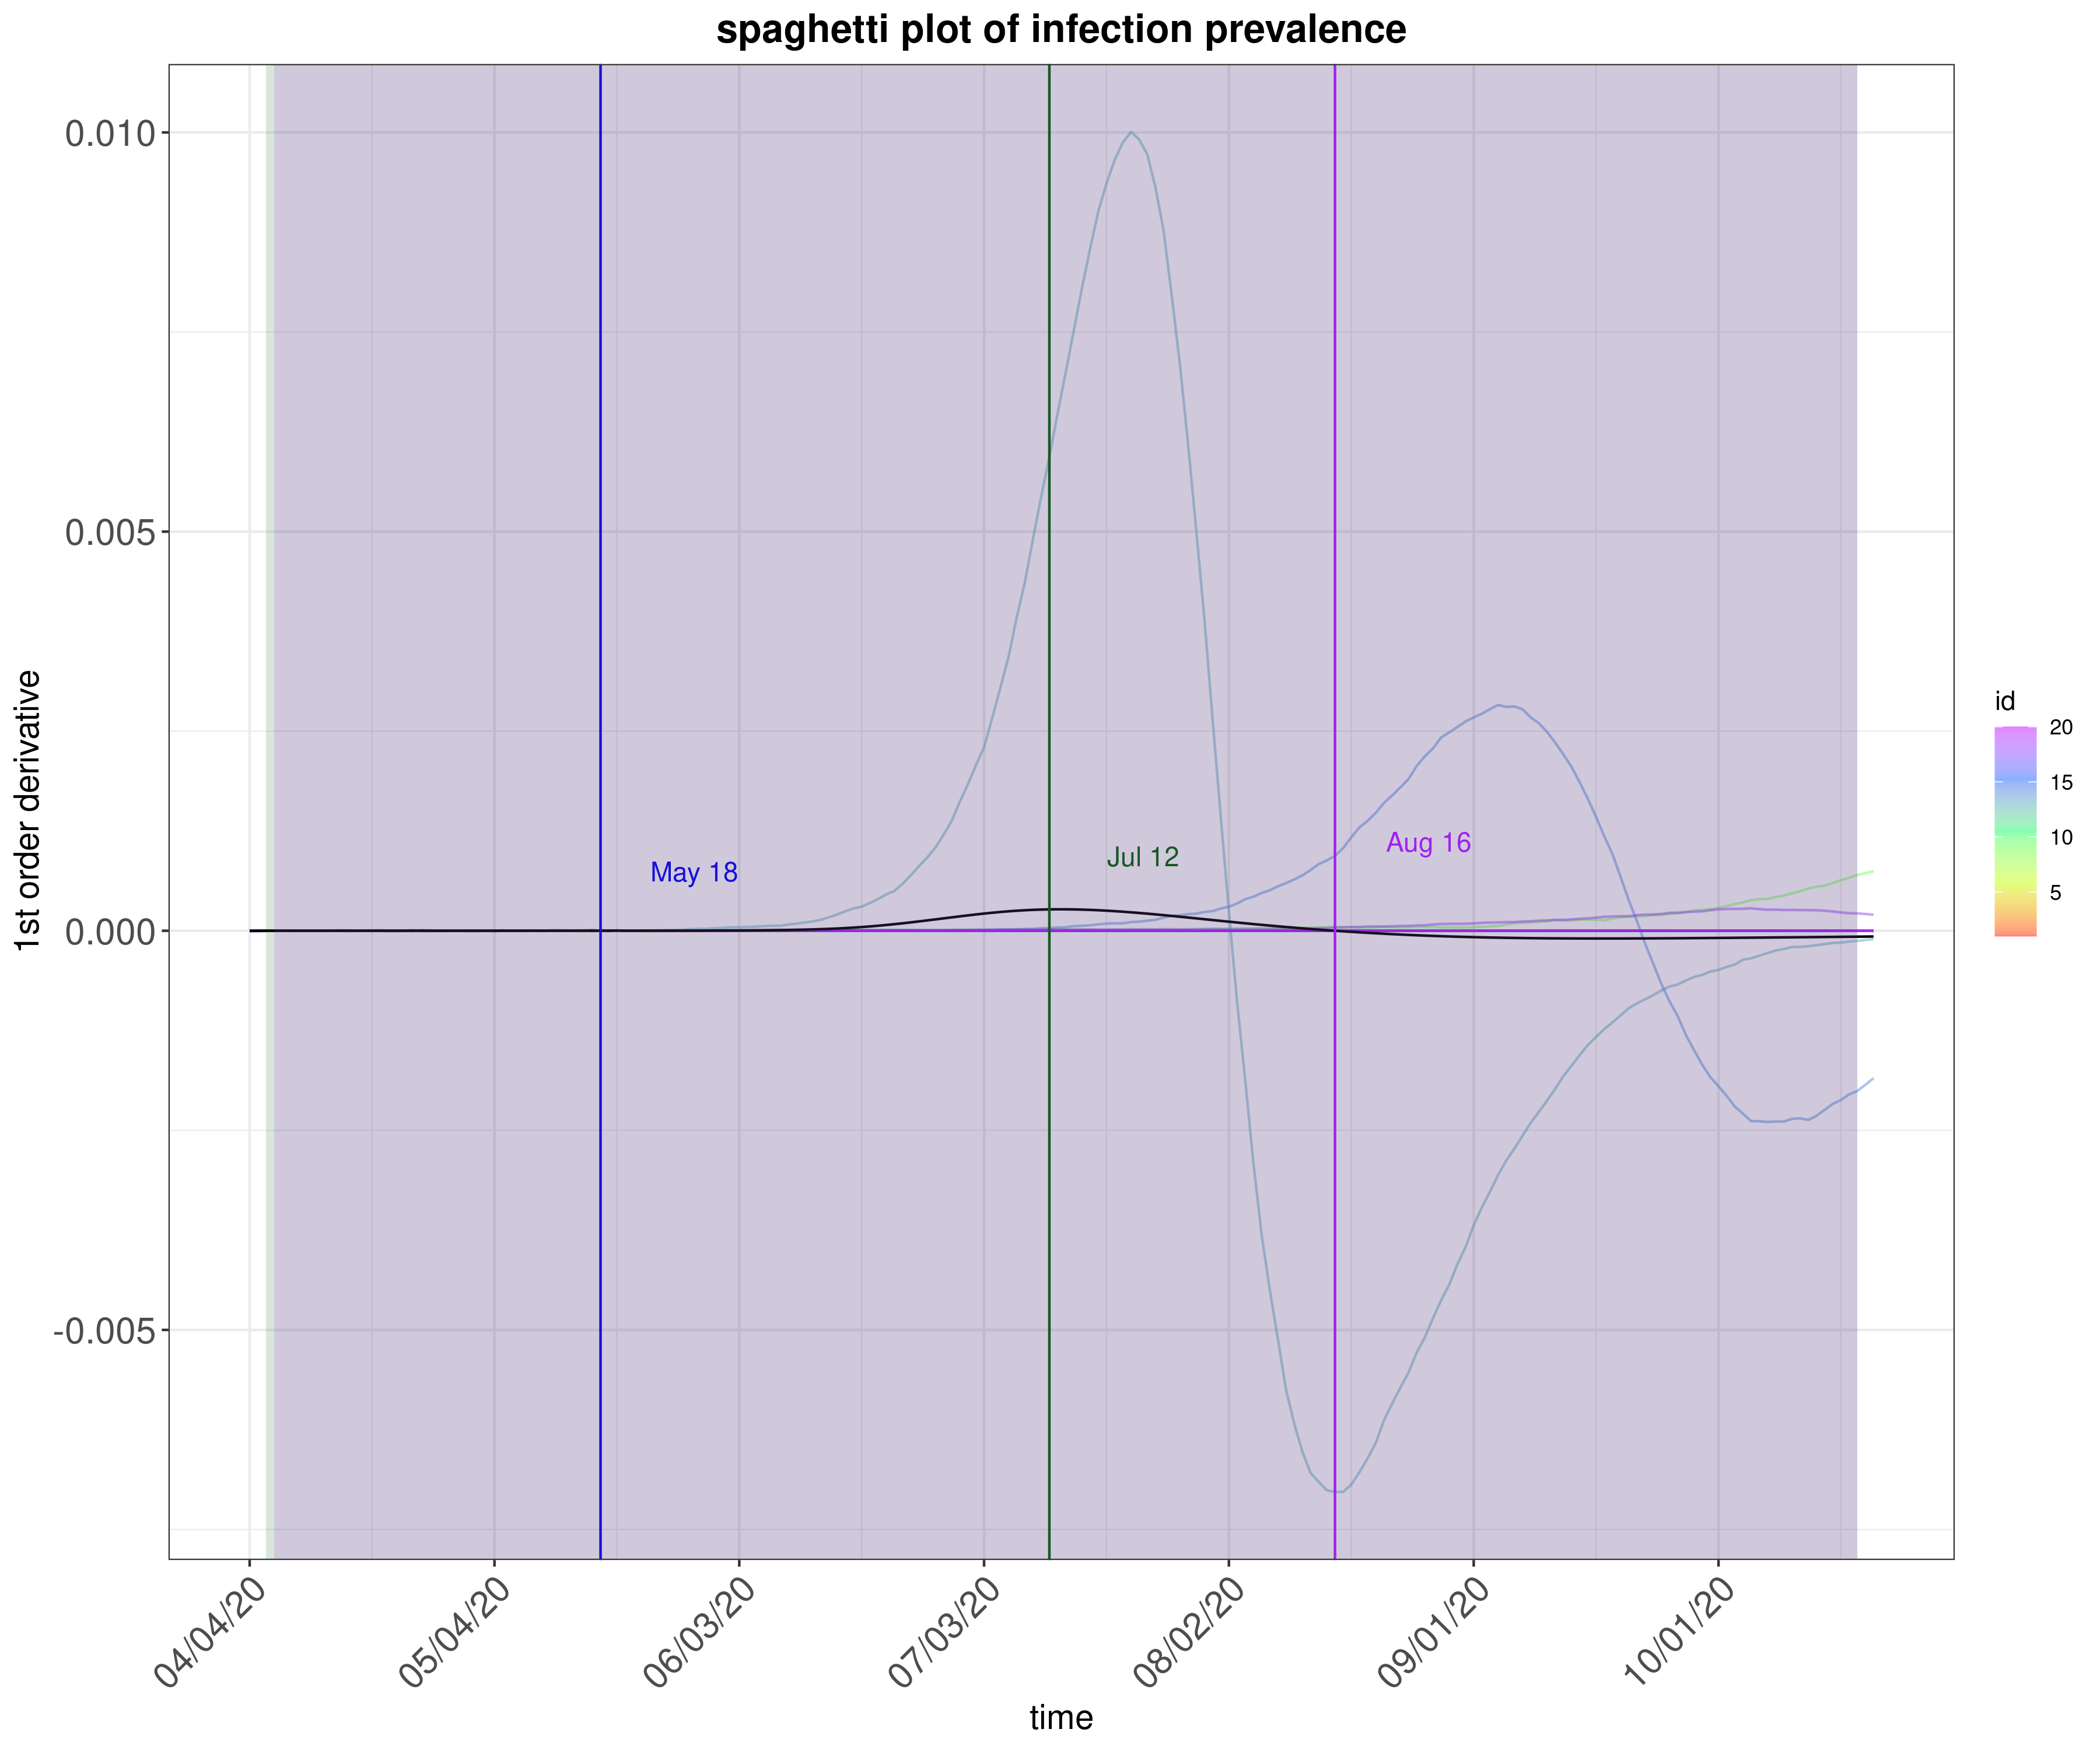 spaghetti plot of infection prevalence
1st order derivative
0.010
0.005
0.000
-0.005
May 18
Jul 12
Aug 16
id
20
15
10
5
04/04/20
05/04/20
06/03/20
07/03/20
08/02/20
09/01/20
10/01/20
time